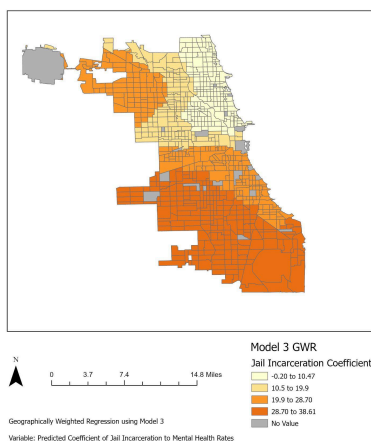 Model 3 GWR
Jail Incarceration Coefficient
-0.20 to 10.47
10.5 to 19.9
19.9 to 28.70
28.70 to 38.61
No Value
N
0 3.7 7.4 14.8 Miles
Geographically Weighted Regression using Model 3
Variable: Predicted Coefficient of Jail Incarceration to Mental Health Rates